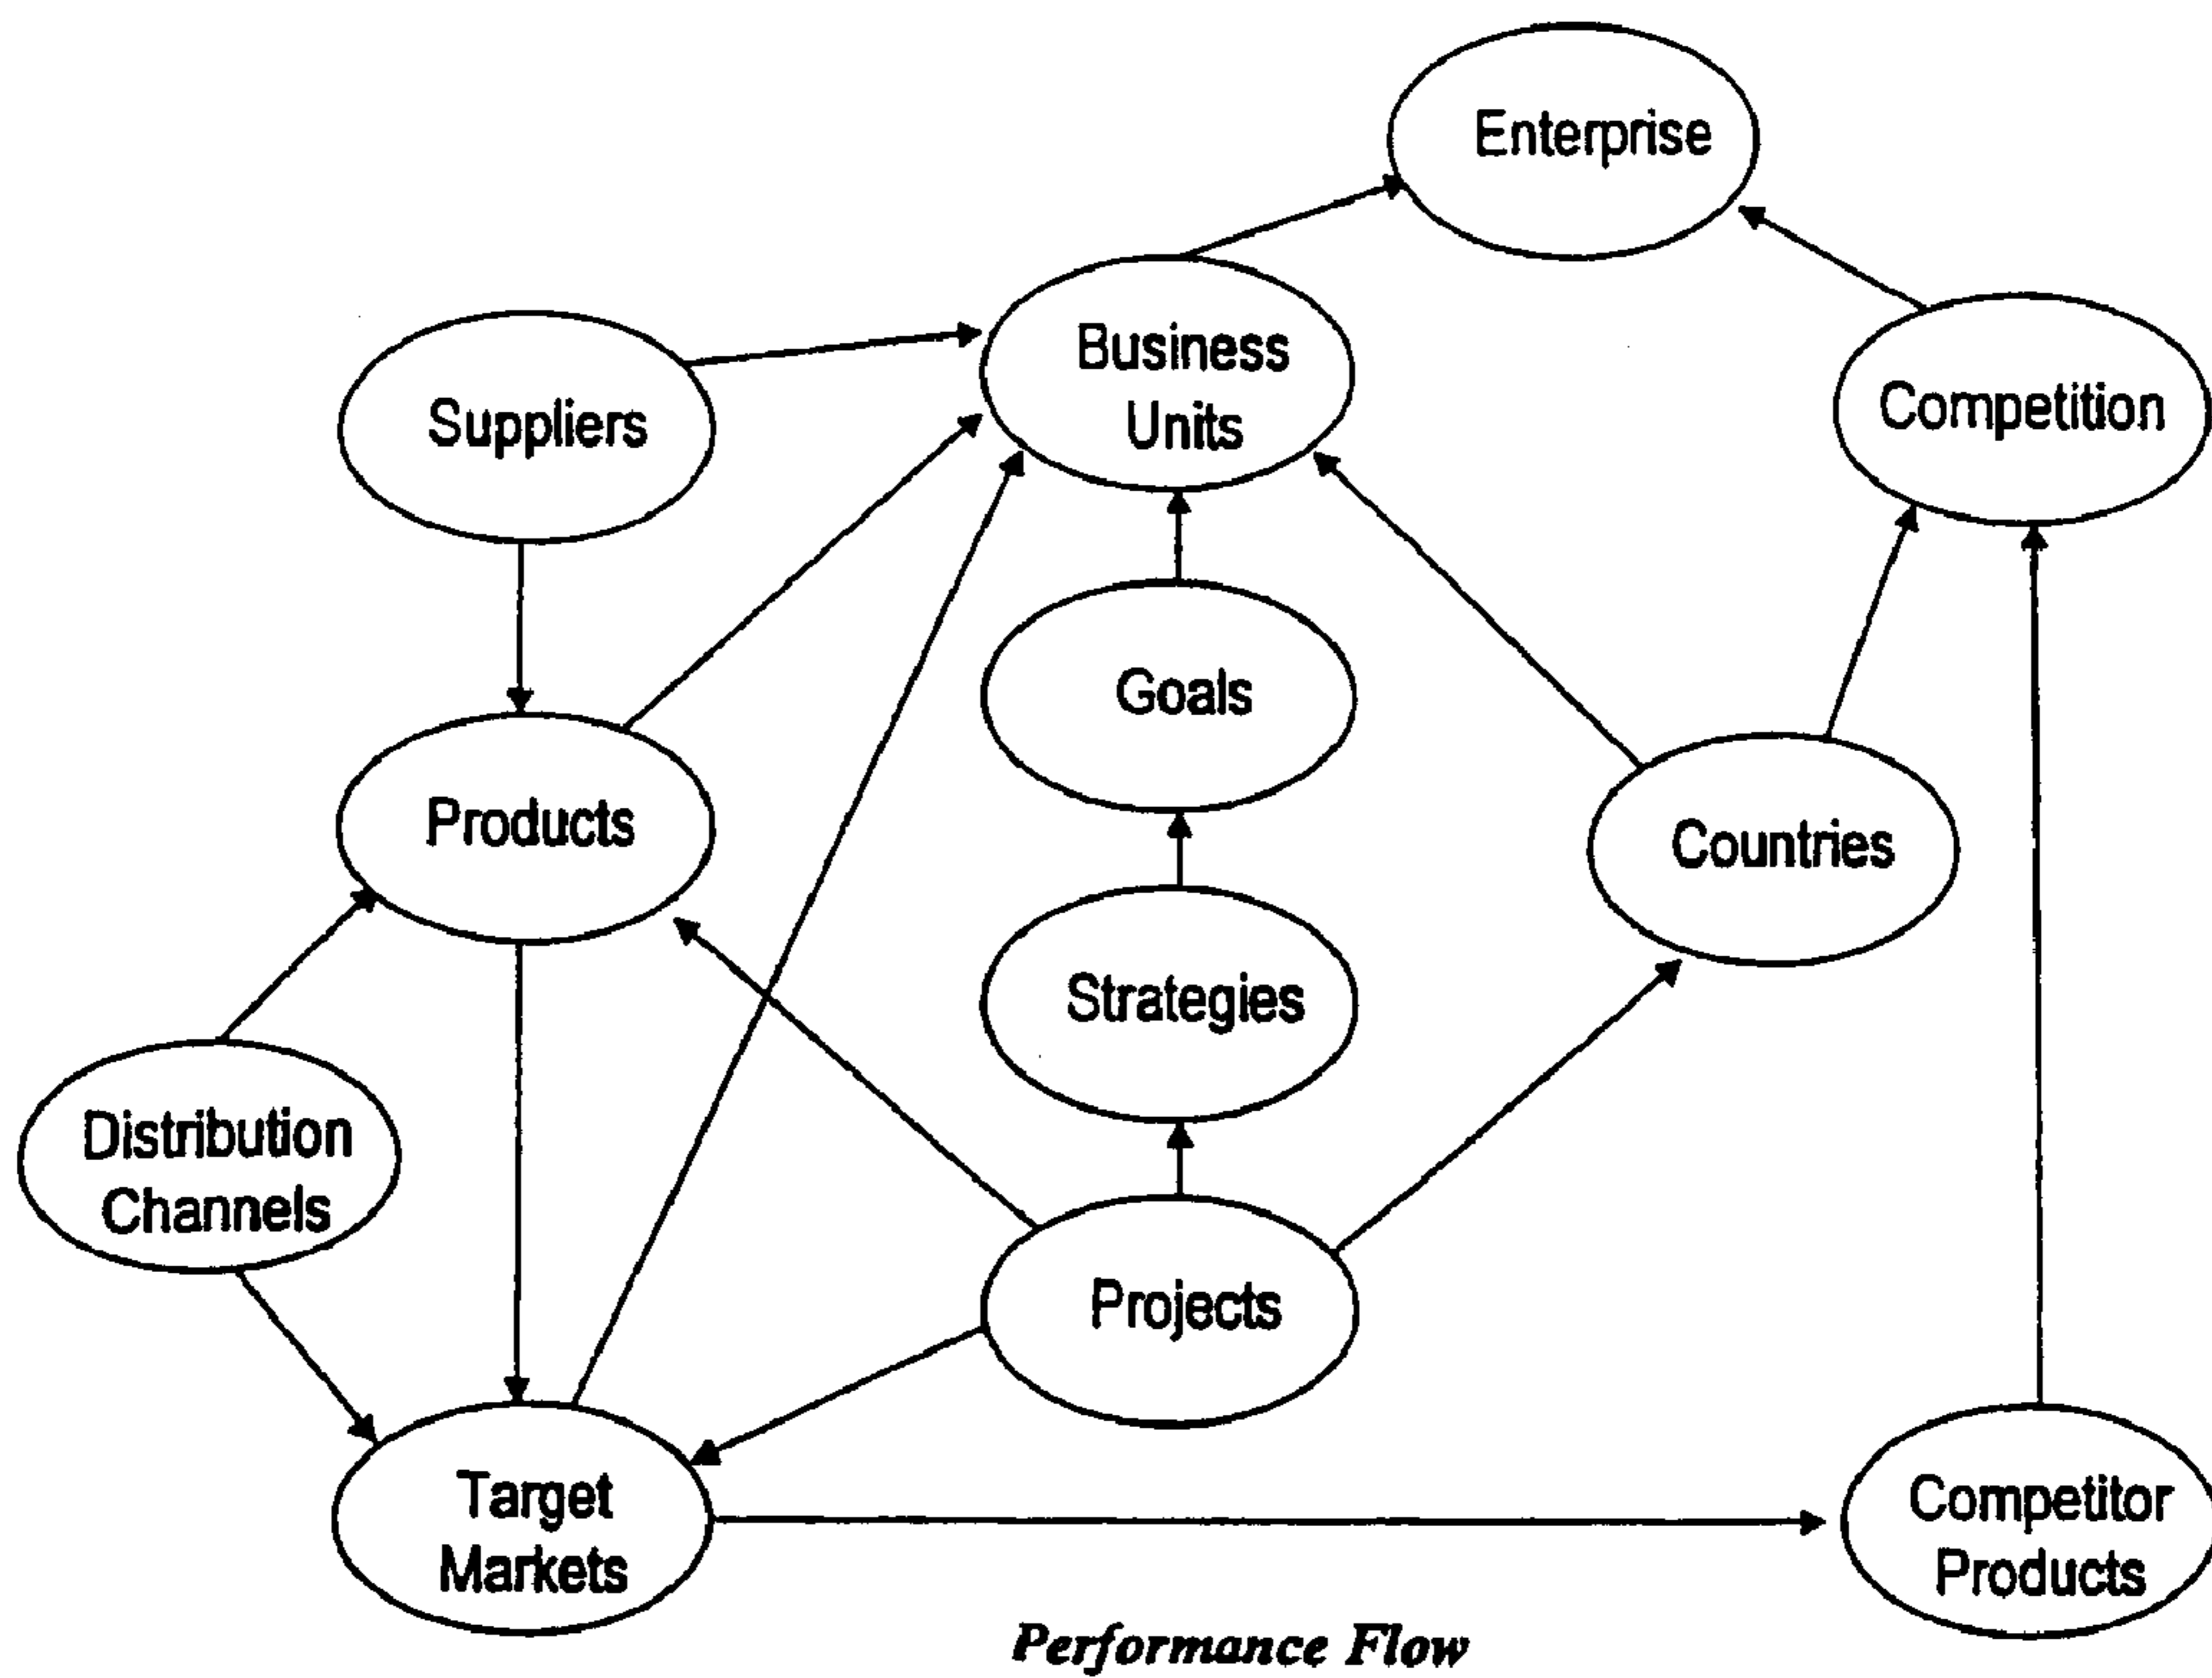 Enterprise
Business
Units
Suppliers
Competition
Goals
Products
Countries
Strategies
Distribution
Channels
Projects
Target
Markets
Competitor
Products
Performance Flow